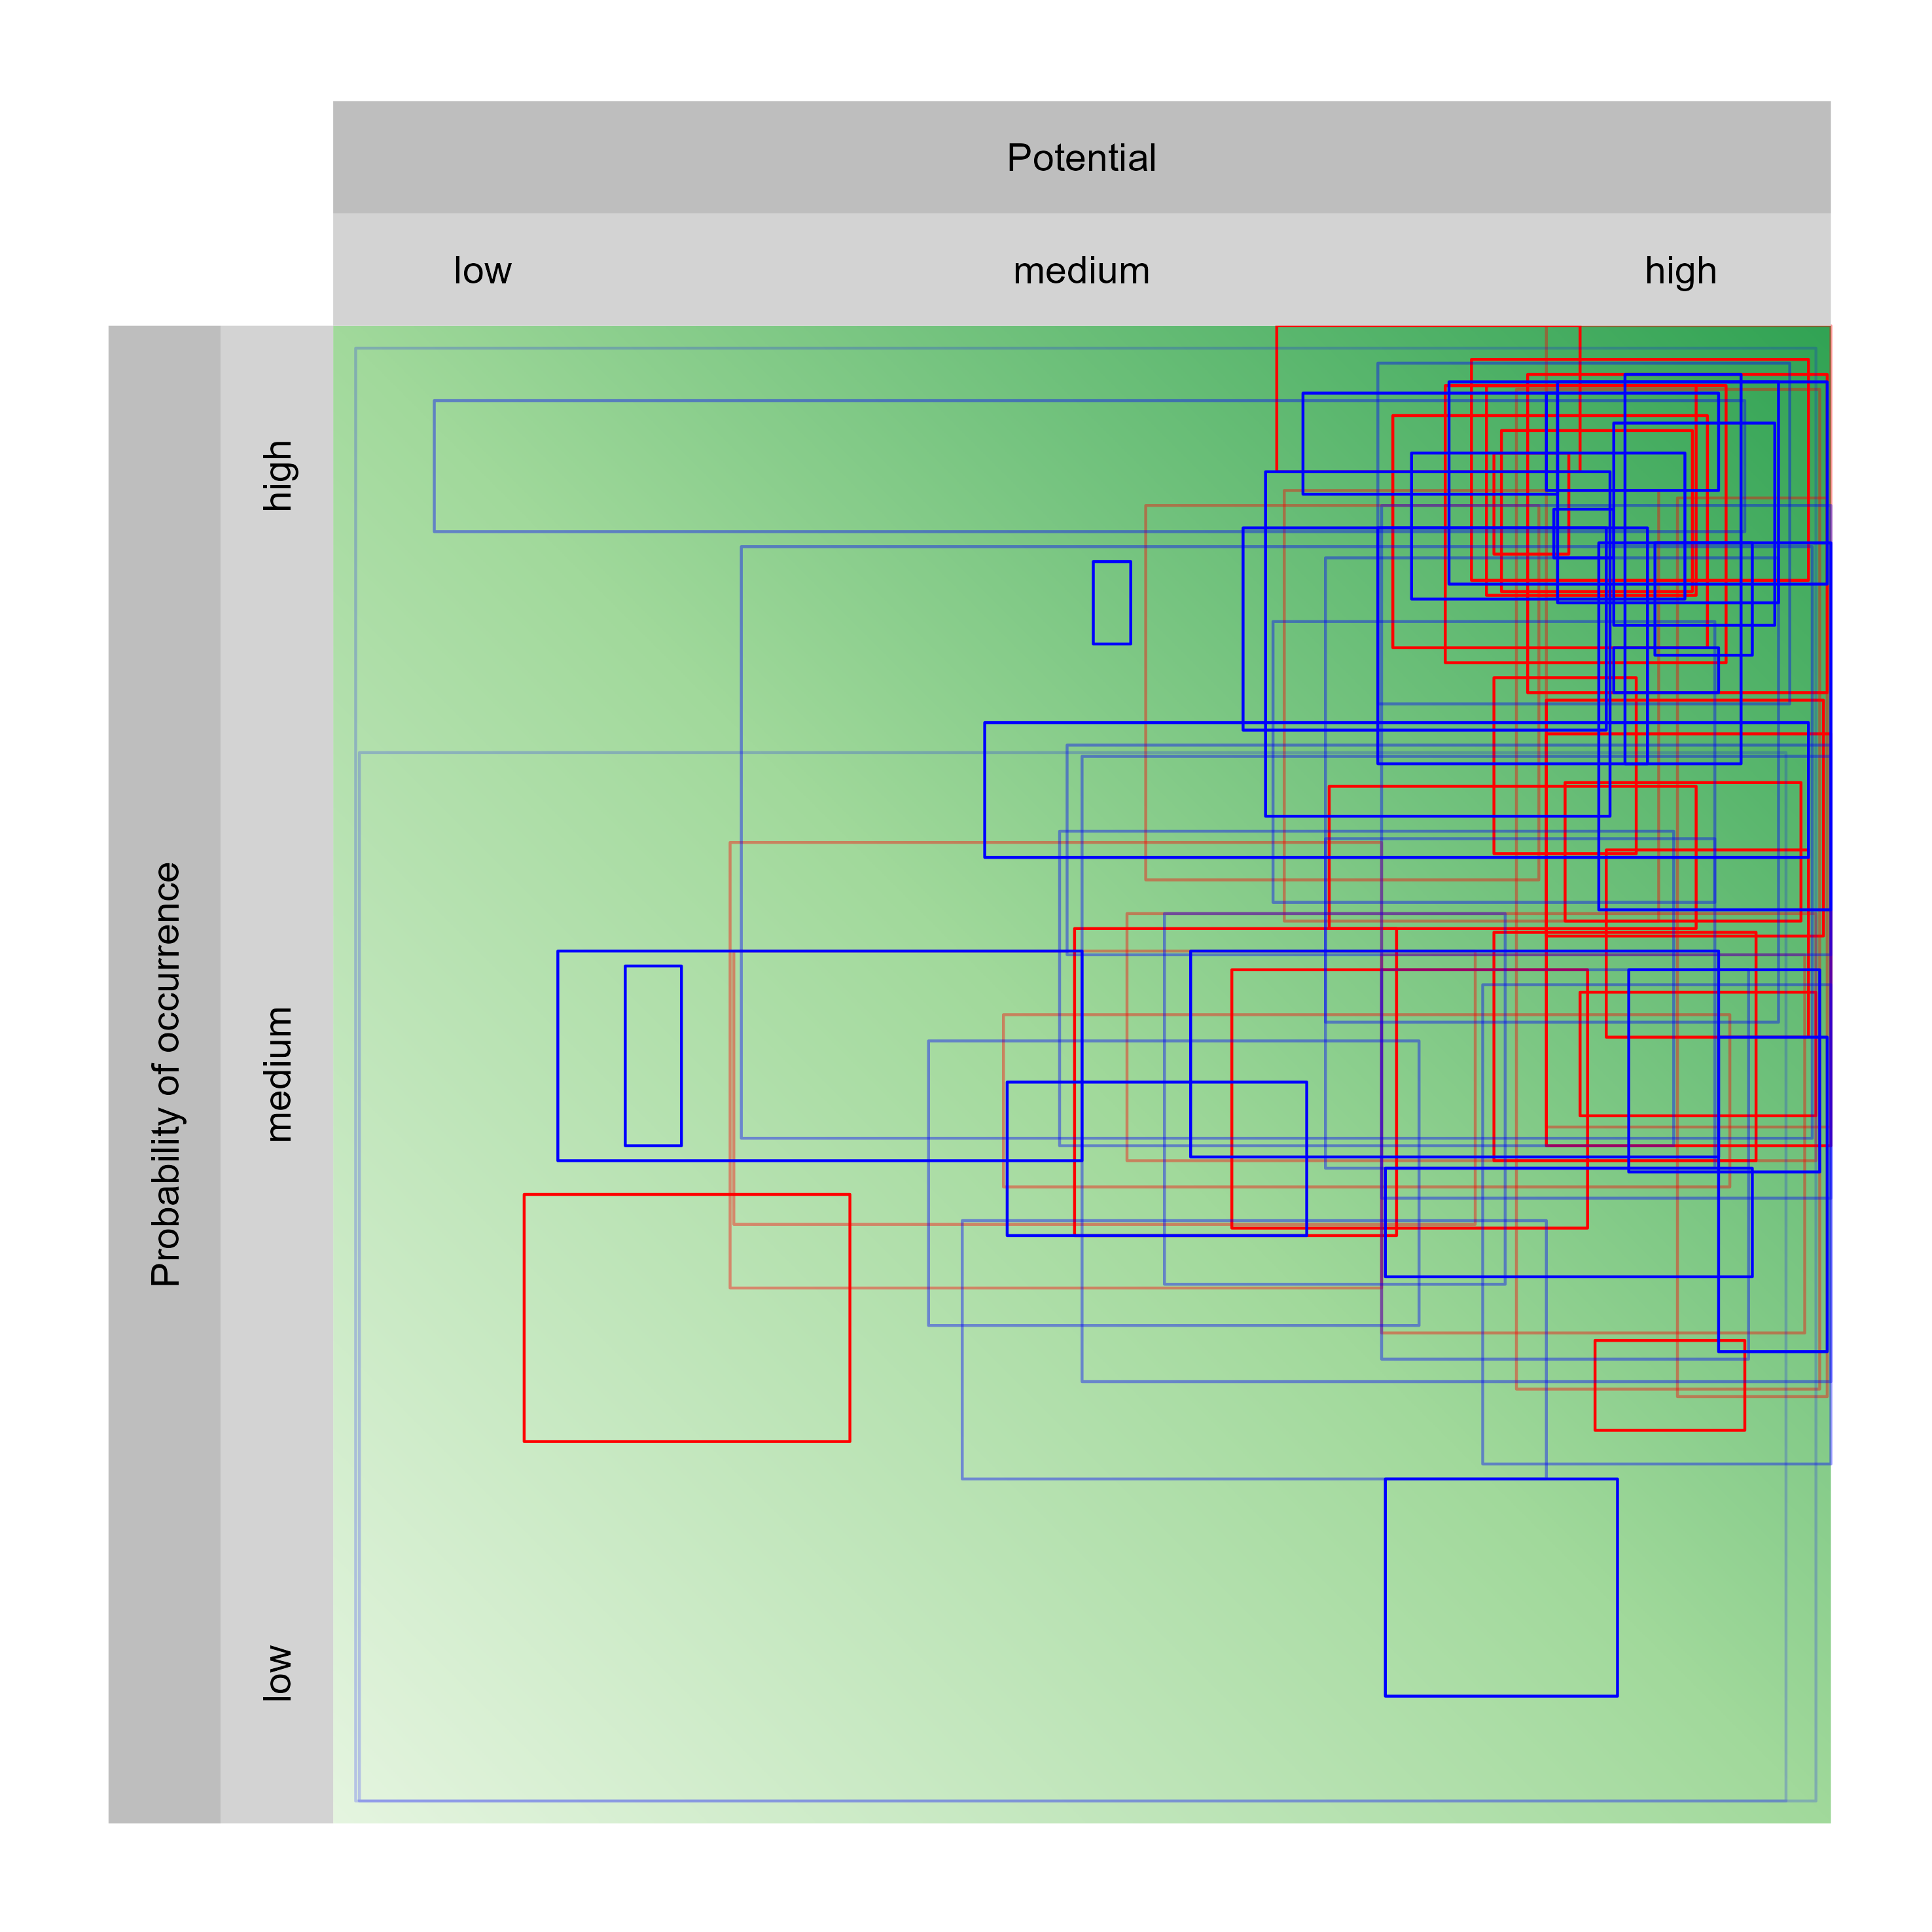 Potential
low medium high
Probability of occurrence
high
medium
low